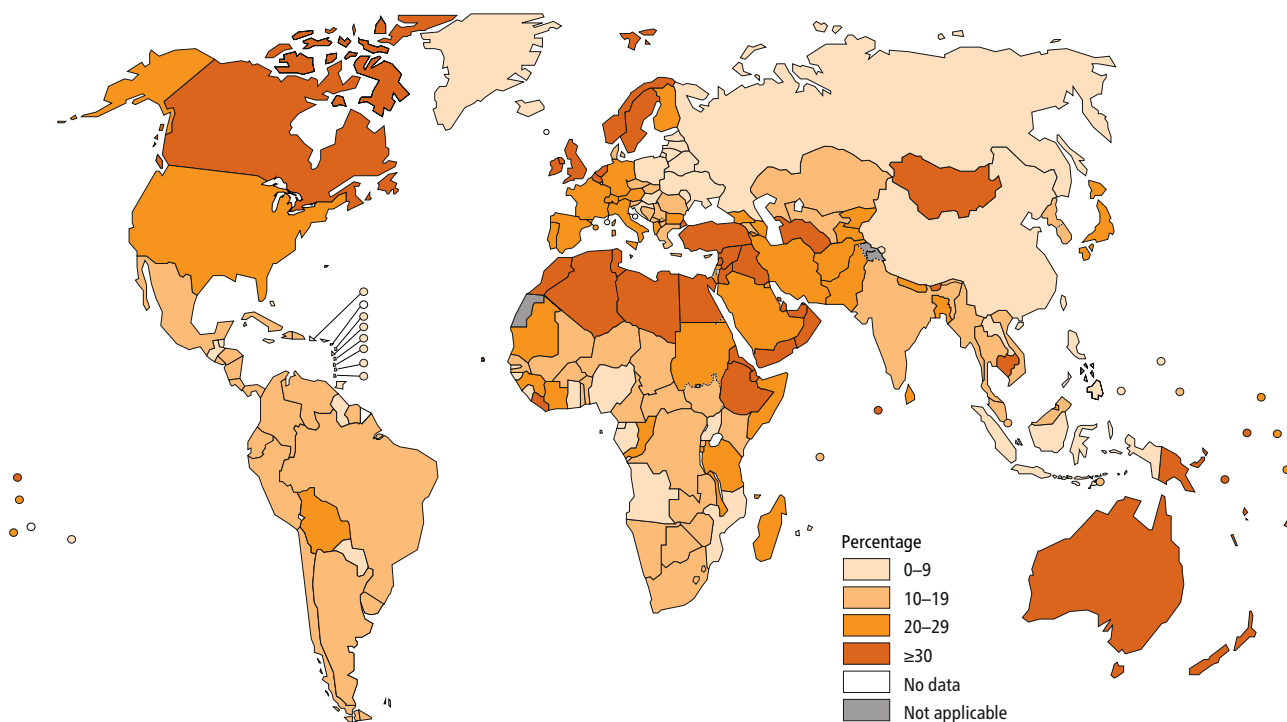 Percentage
0–9
10–19
20–29
≥30
No data
Not applicable